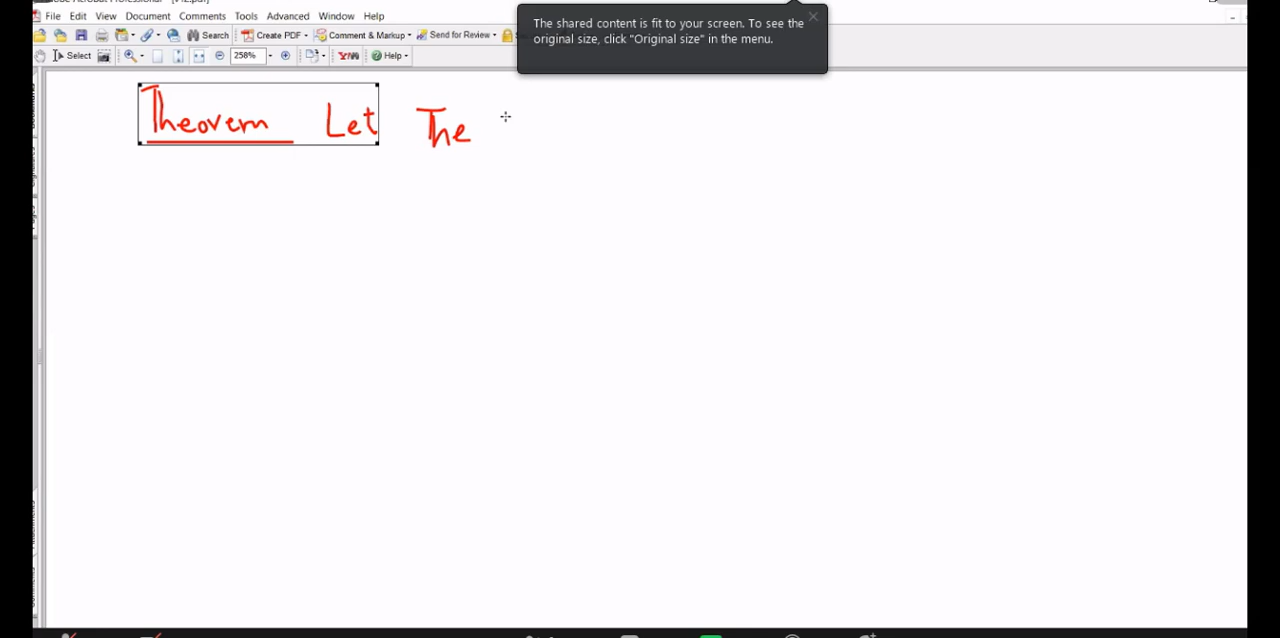 File Edit View Document Comments Tools Advanced Window Help
Search Create PDF Comment & Markup Send for Review
Select 258% Help
The shared content is fit to your screen. To see the
original size, click "Original size" in the menu.
Theorem Let The